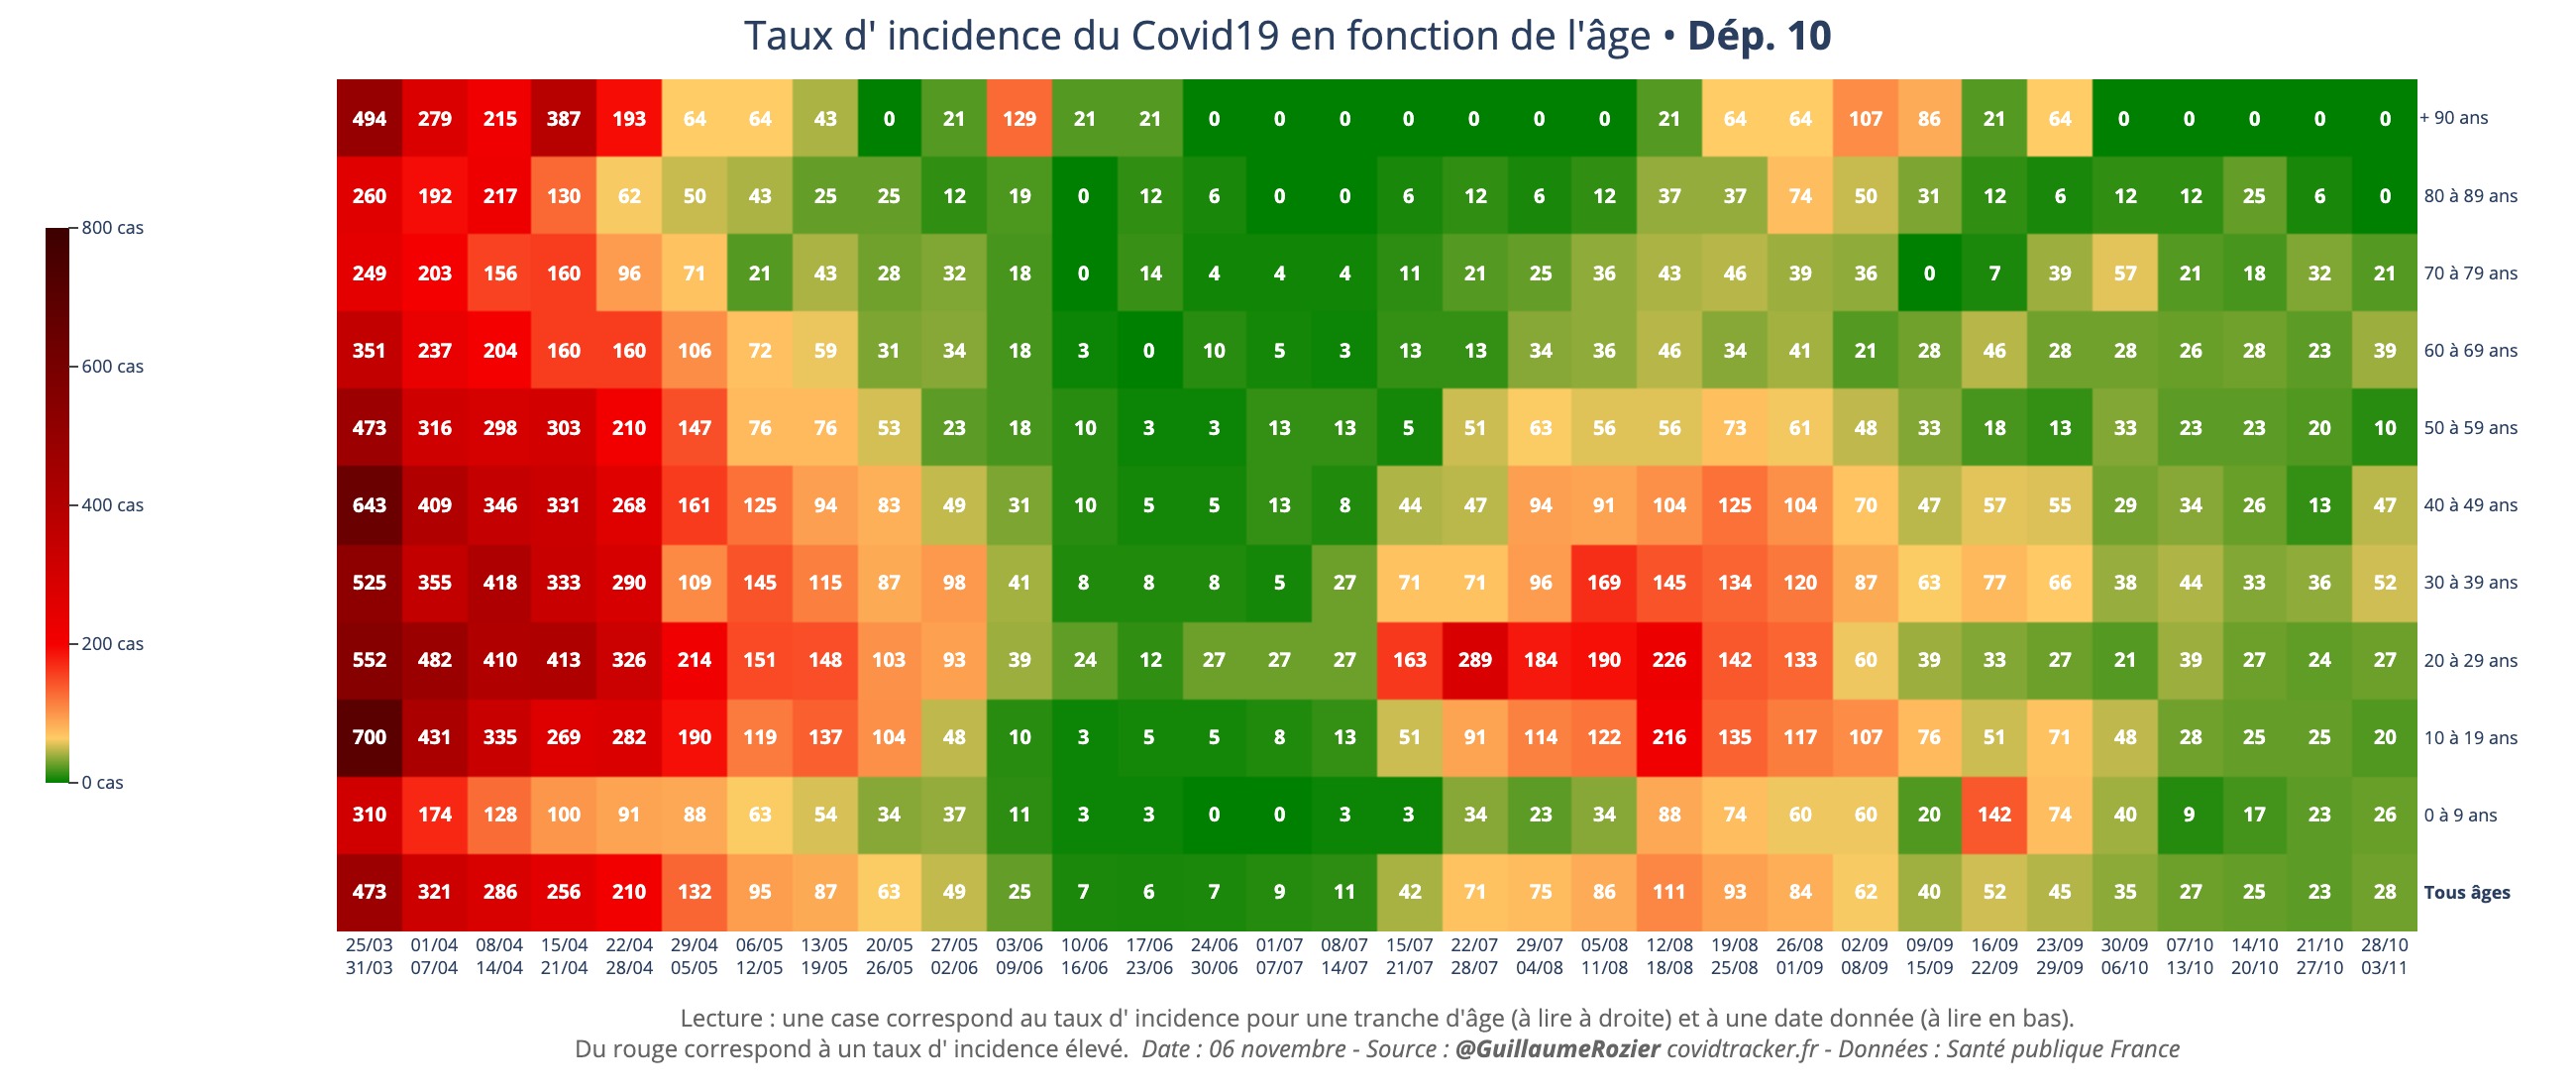 Taux d' incidence du Covid19 en fonction de l'âge • Dép. 10
800 cas
600 cas
400 cas
200 cas
0 cas
494 279 215 387 193 64 64 43 0 21 129 21 21 0 0 0 0 0 0 0 21 64 64 107 86 21 64 0 0 0 0 0 + 90 ans
260 192 217 130 62 50 43 25 25 12 19 0 12 6 0 0 6 12 6 12 37 37 74 50 31 12 6 12 12 25 6 0 80 à 89 ans
249 203 156 160 96 71 21 43 28 32 18 0 14 4 4 4 11 21 25 36 43 46 39 36 0 7 39 57 21 18 32 21 70 à 79 ans
351 237 204 160 160 106 72 59 31 34 18 3 0 10 5 3 13 13 34 36 46 34 41 21 28 46 28 28 26 28 23 39 60 à 69 ans
473 316 298 303 210 147 76 76 53 23 18 10 3 3 13 13 5 51 63 56 56 73 61 48 33 18 13 33 23 23 20 10 50 à 59 ans
643 409 346 331 268 161 125 94 83 49 31 10 5 5 13 8 44 47 94 91 104 125 104 70 47 57 55 29 34 26 13 47 40 à 49 ans
525 355 418 333 290 109 145 115 87 98 41 8 8 8 5 27 71 71 96 169 145 134 120 87 63 77 66 38 44 33 36 52 30 à 39 ans
552 482 410 413 326 214 151 148 103 93 39 24 12 27 27 27 163 289 184 190 226 142 133 60 39 33 27 21 39 27 24 27 20 à 29 ans
700 431 335 269 282 190 119 137 104 48 10 3 5 5 8 13 51 91 114 122 216 135 117 107 76 51 71 48 28 25 25 20 10 à 19 ans
310 174 128 100 91 88 63 54 34 37 11 3 3 0 0 3 3 34 23 34 88 74 60 60 20 142 74 40 9 17 23 26 0 à 9 ans
473 321 286 256 210 132 95 87 63 49 25 7 6 7 9 11 42 71 75 86 111 93 84 62 40 52 45 35 27 25 23 28 Tous âges
25/03 01/04 08/04 15/04 22/04 29/04 06/05 13/05 20/05 27/05 03/06 10/06 17/06 24/06 01/07 08/07 15/07 22/07 29/07 05/08 12/08 19/08 26/08 02/09 09/09 16/09 23/09 30/09 07/10 14/10 21/10 28/10
31/03 07/04 14/04 21/04 28/04 05/05 12/05 19/05 26/05 02/06 09/06 16/06 23/06 30/06 07/07 14/07 21/07 28/07 04/08 11/08 18/08 25/08 01/09 08/09 15/09 22/09 29/09 06/10 13/10 20/10 27/10 03/11
Lecture : une case correspond au taux d' incidence pour une tranche d'âge (à lire à droite) et à une date donnée (à lire en bas).
Du rouge correspond à un taux d' incidence élevé. Date : 06 novembre - Source : @GuillaumeRozier covidtracker.fr - Données : Santé publique France